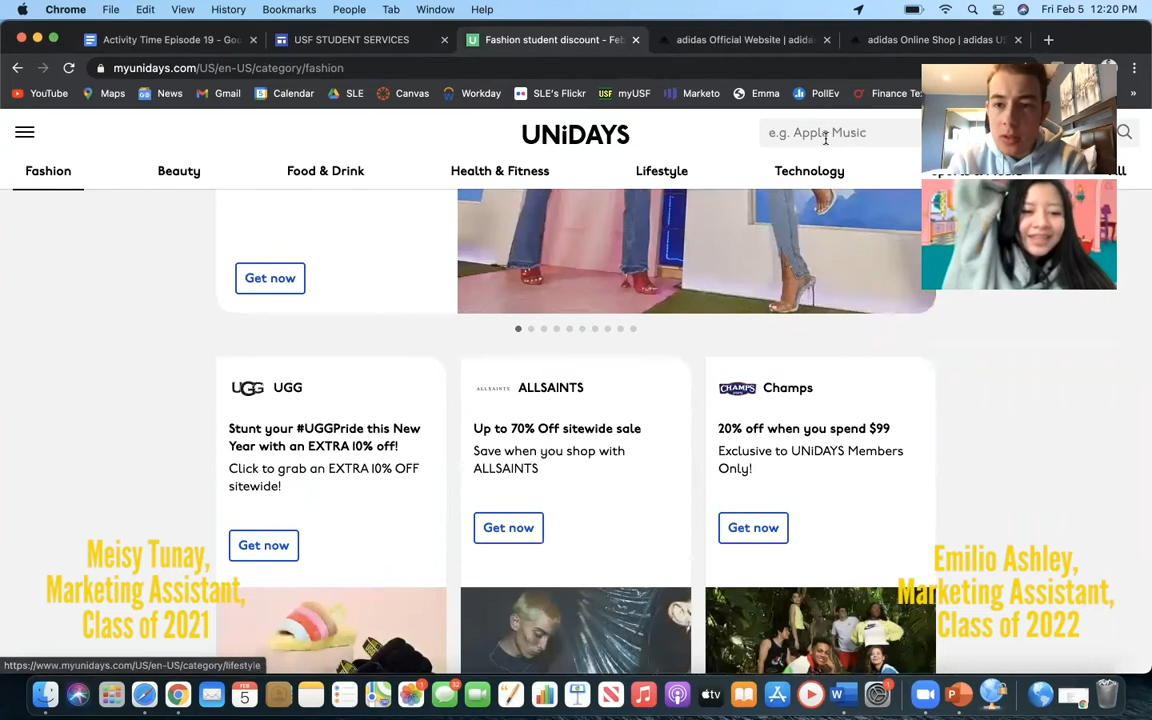 Chrome File Edit View History Bookmarks People Tab Window Help Fri Feb 5 12:20 PM
Activity Time Episode 19 - Goo USF STUDENT SERVICES Fashion student discount - Feb adidas Official Website | adidas adidas Online Shop | adidas US
myunidays.com/US/en-US/category/fashion
YouTube Maps News Gmail Calendar SLE Canvas Workday SLE's Flickr myUSF Marketo Emma PollEv Finance Te
UNiDAYS
e.g. Apple Music
Fashion Beauty Food & Drink Health & Fitness Lifestyle Technology
Get now
UGG UGG
Stunt your #UGGPride this New
Year with an EXTRA 10% off!
Click to grab an EXTRA 10% OFF
sitewide!
Get now
ALLSAINTS ALLSAINTS
Up to 70% Off sitewide sale
Save when you shop with
ALLSAINTS
Get now
CHAMPS Champs
20% off when you spend $99
Exclusive to UNiDAYS Members
Only!
Get now
Meisy Tunay,
Marketing Assistant,
Class of 2021
Emilio Ashley,
Marketing Assistant,
Class of 2022
https://www.myunidays.com/US/en-US/category/lifestyle